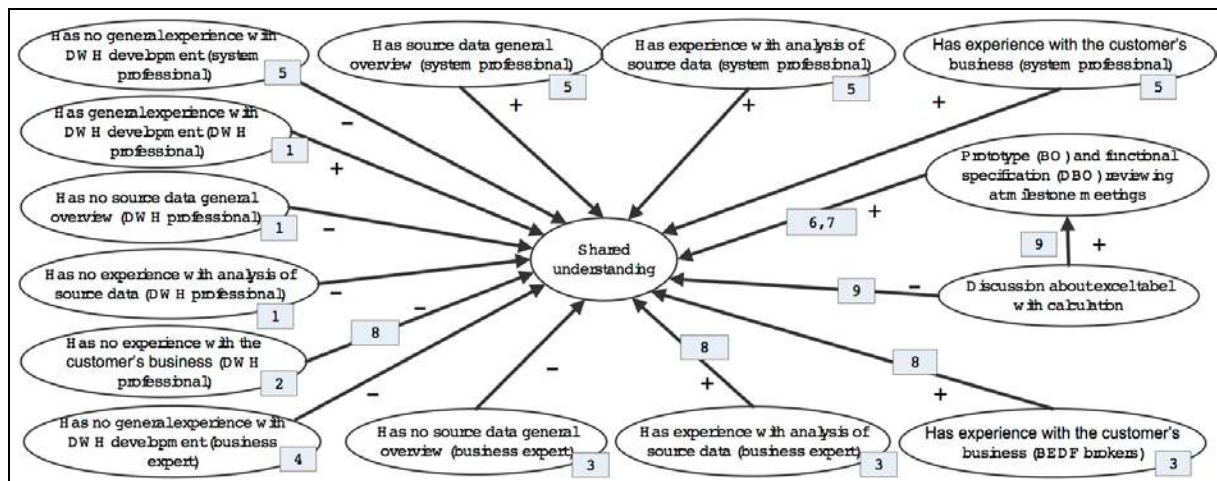 Has no general experience with
DWH development (system
professional)
5
Has source data general
overview (system professional)
5
Has experience with analysis of
source data (system professional)
5
Has experience with the customer's
business (system professional)
5
−
+
+
+
Has general experience with
DWH development (DWH
professional)
1
+
Prototype (BO) and functional
specification (DBO) reviewing
at milestone meetings
6,7
+
Has no source data general
overview (DWH professional)
1
−
Shared
understanding
9
+
Has no experience with analysis of
source data (DWH professional)
1
−
9
−
Discussion about excel tabel
with calculation
Has no experience with the
customer's business (DWH
professional)
2
8
−
8
+
8
+
Has no general experience with
DWH development (business
expert)
4
−
Has no source data general
overview (business expert)
3
−
Has experience with analysis of
source data (business expert)
3
Has experience with the customer's
business (BEDF brokers)
3